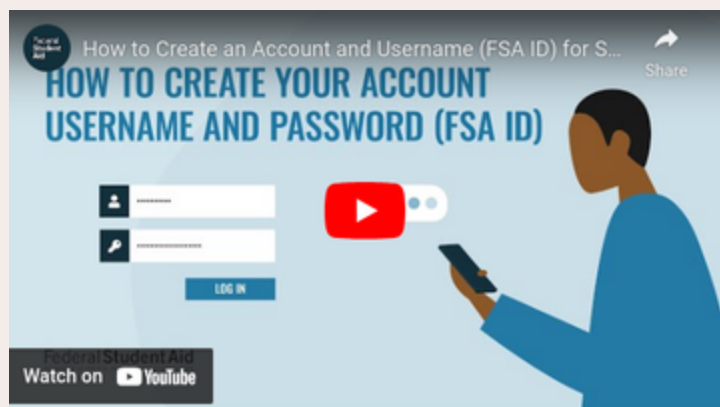 Federal
Student
Aid
How to Create an Account and Username (FSA ID) for S...
Share
HOW TO CREATE YOUR ACCOUNT
USERNAME AND PASSWORD (FSA ID)
LOG IN
Federal Student Aid
Watch on YouTube